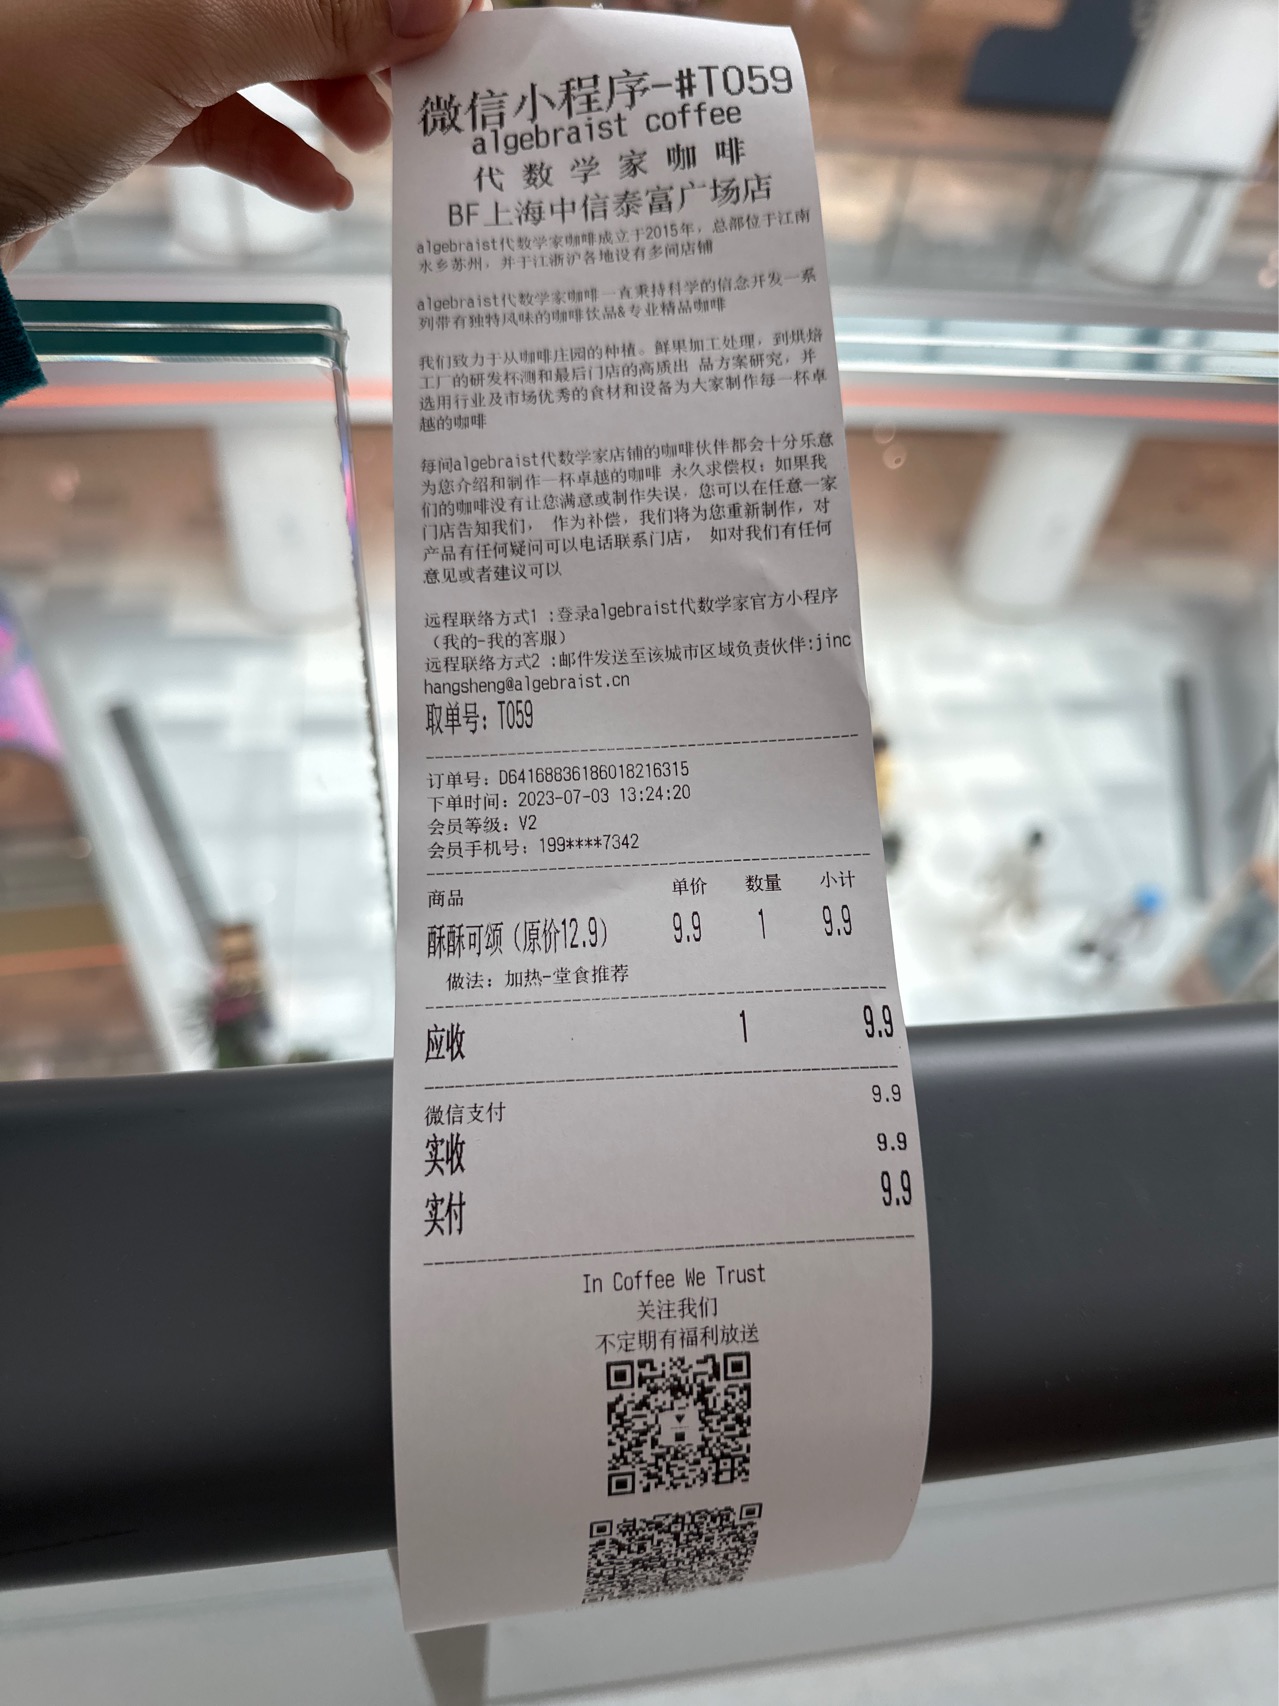 微信小程序-#T059
algebraist coffee
代数学家咖啡
BF上海中信泰富广场店
algebraist代数学家咖啡成立于2015年，总部位于江南
水乡苏州，并于江浙沪各地设有多间店铺
algebraist代数学家咖啡一直秉持科学的信念开发一系
列带有独特风味的咖啡饮品&专业精品咖啡
我们致力于从咖啡庄园的种植。鲜果加工处理，到烘焙
工厂的研发杯测和最后门店的高质出 品方案研究，并
选用行业及市场优秀的食材和设备为大家制作每一杯卓
越的咖啡
每间algebraist代数学家店铺的咖啡伙伴都会十分乐意
为您介绍和制作一杯卓越的咖啡 永久求偿权：如果我
们的咖啡没有让您满意或制作失误，您可以在任意一家
门店告知我们， 作为补偿，我们将为您重新制作，对
产品有任何疑问可以电话联系门店， 如对我们有任何
意见或者建议可以
远程联络方式1 :登录algebraist代数学家官方小程序
（我的-我的客服）
远程联络方式2 :邮件发送至该城市区域负责伙伴:jinc
hangsheng@algebraist.cn
取单号：T059
订单号：D64168836186018216315
下单时间：2023-07-03 13:24:20
会员等级：V2
会员手机号：199****7342
商品 单价 数量 小计
酥酥可颂（原价12.9） 9.9 1 9.9
做法：加热-堂食推荐
应收 1 9.9
微信支付 9.9
实收 9.9
实付 9.9
In Coffee We Trust
关注我们
不定期有福利放送